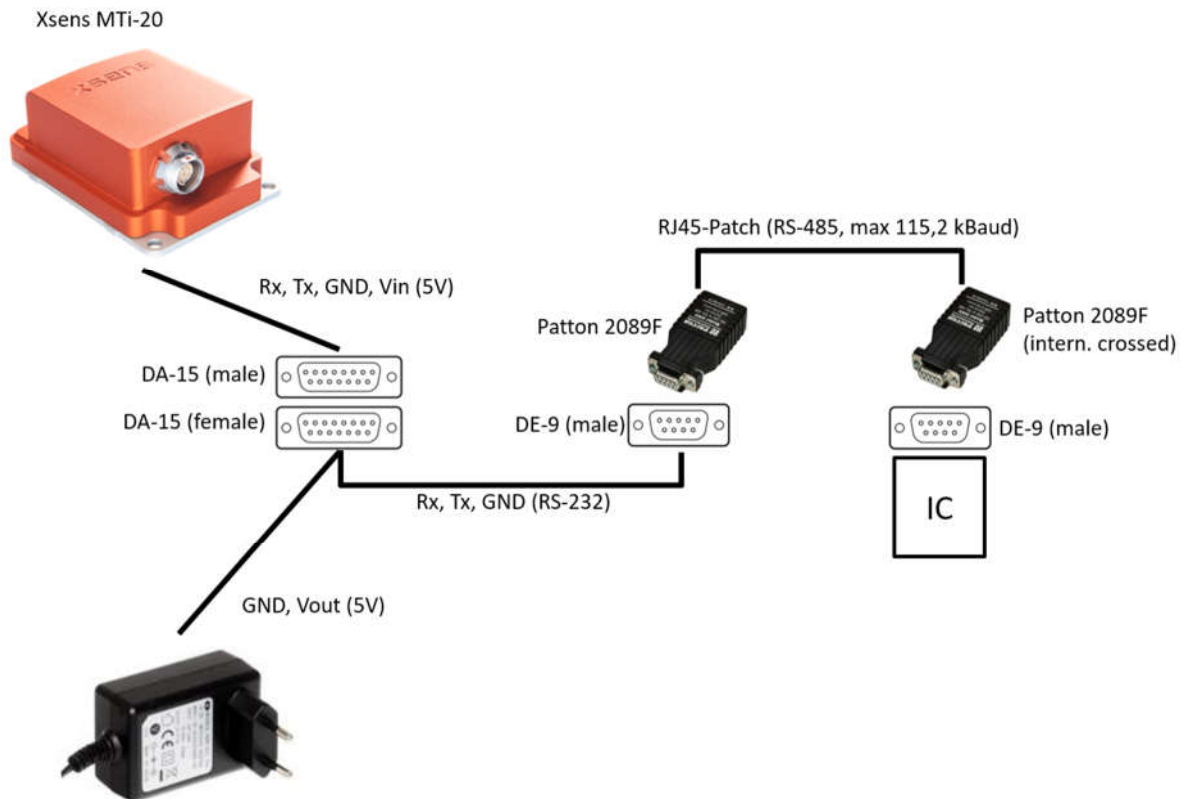 Xsens MTi-20
xsens
RJ45-Patch (RS-485, max 115,2 kBaud)
Rx, Tx, GND, Vin (5V)
Patton 2089F
Patton 2089F
(intern. crossed)
DA-15 (male)
DA-15 (female)
DE-9 (male)
DE-9 (male)
Rx, Tx, GND (RS-232)
IC
GND, Vout (5V)
CE